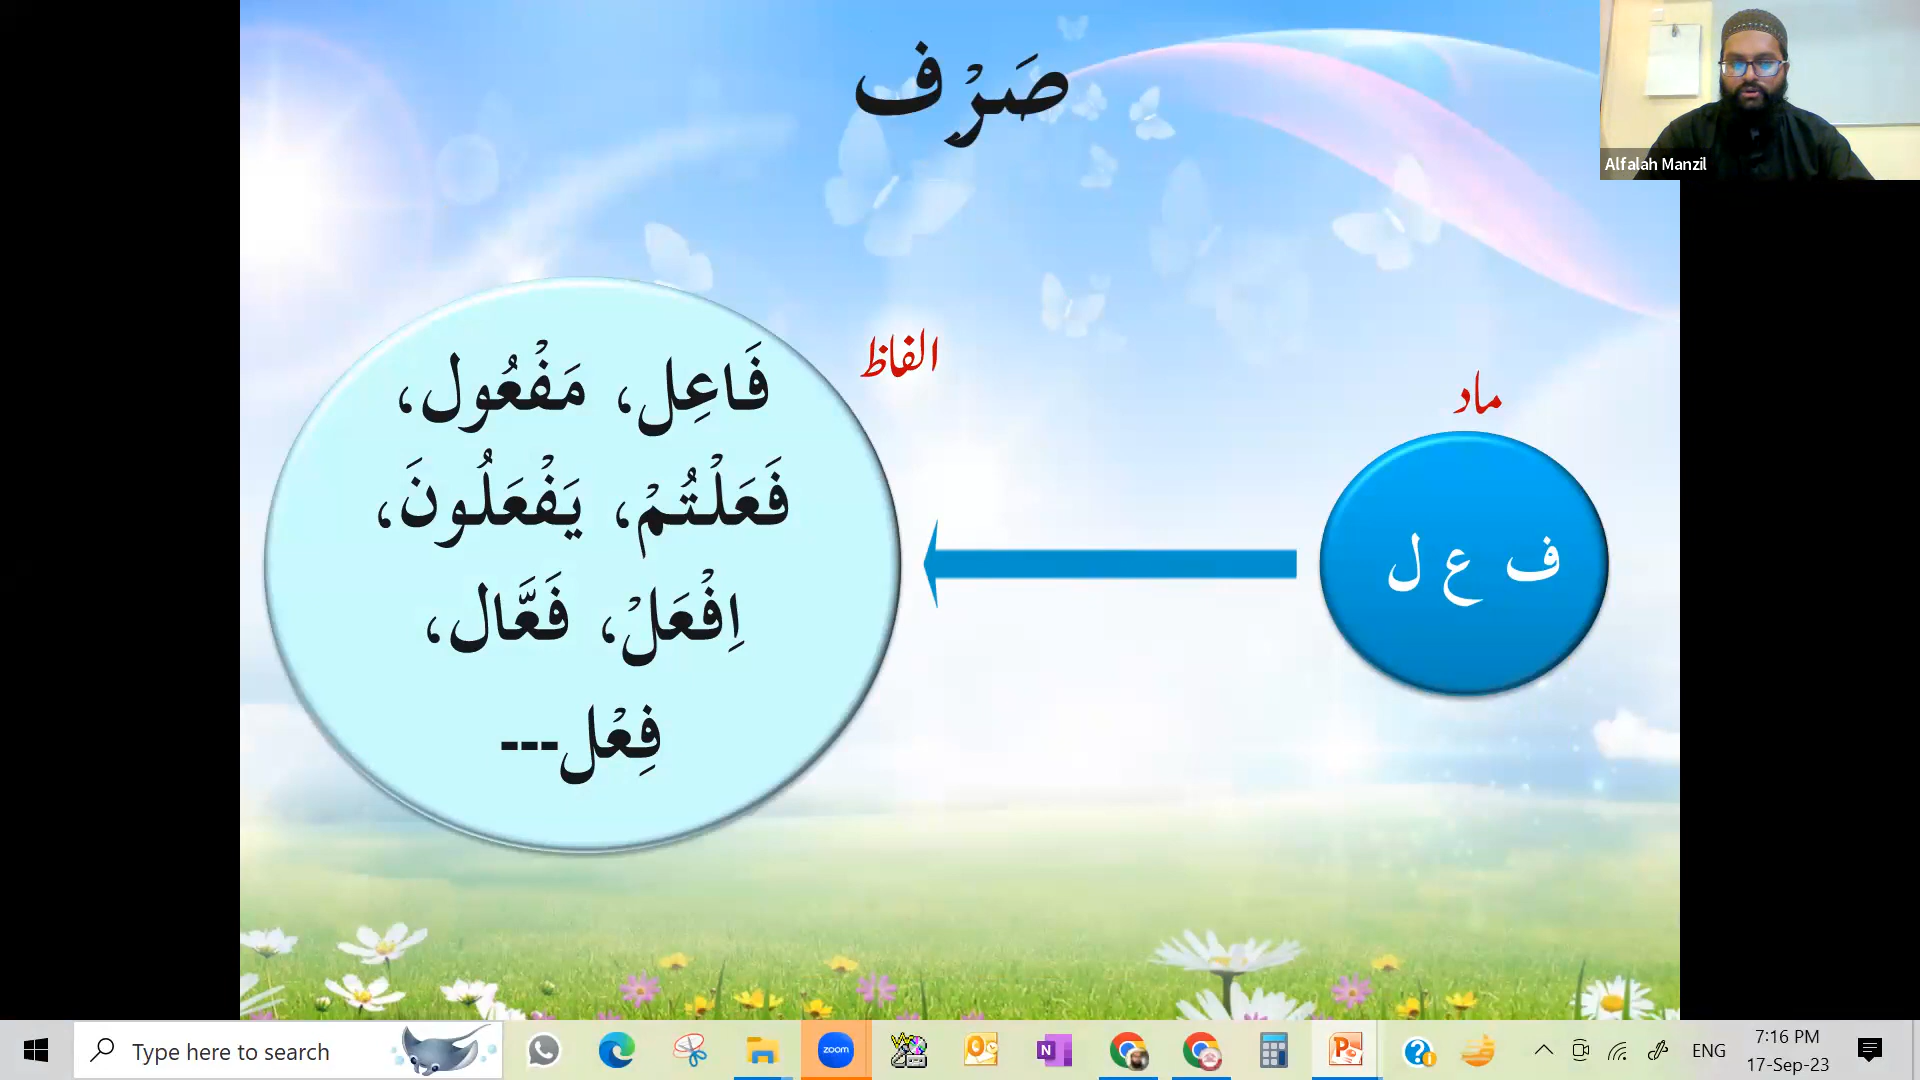 صَرْف
Alfalah Manzil
الفاظ
ماد
فَاعِل، مَفْعُول،
فَعَلْتُمْ، يَفْعَلُونَ،
اِفْعَلْ، فَعَّال،
فِعْل---
ف ع ل
Type here to search
zoom
ENG
7:16 PM
17-Sep-23